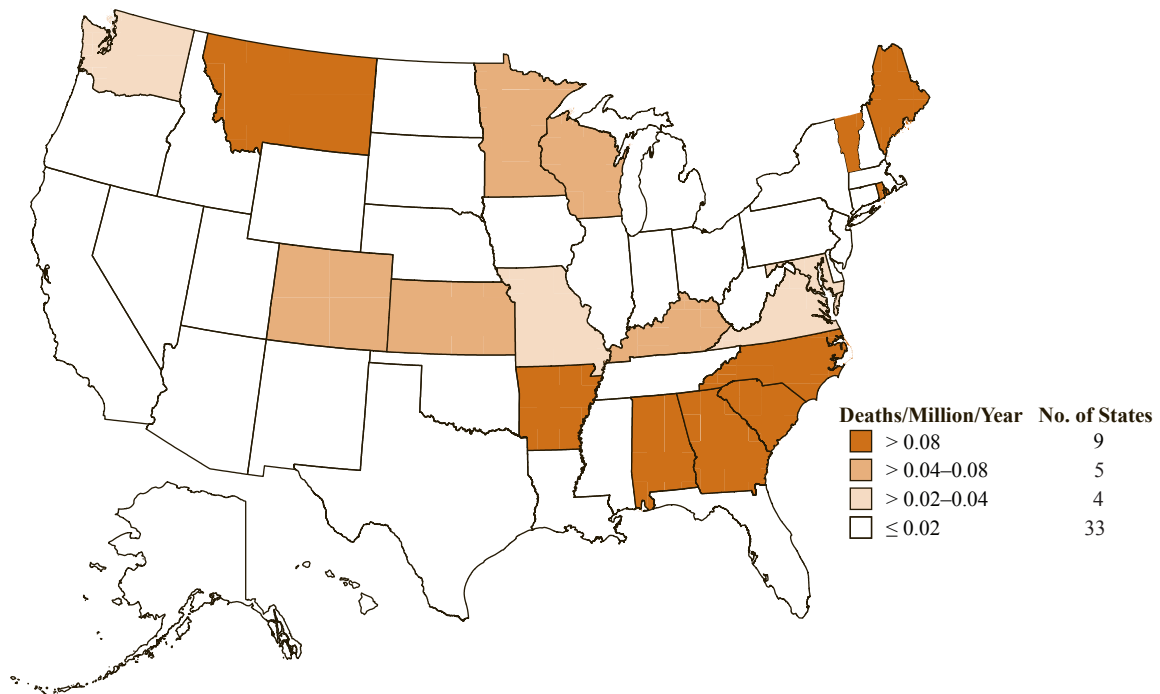 Deaths/Million/Year No. of States
> 0.08 9
> 0.04–0.08 5
> 0.02–0.04 4
≤ 0.02 33